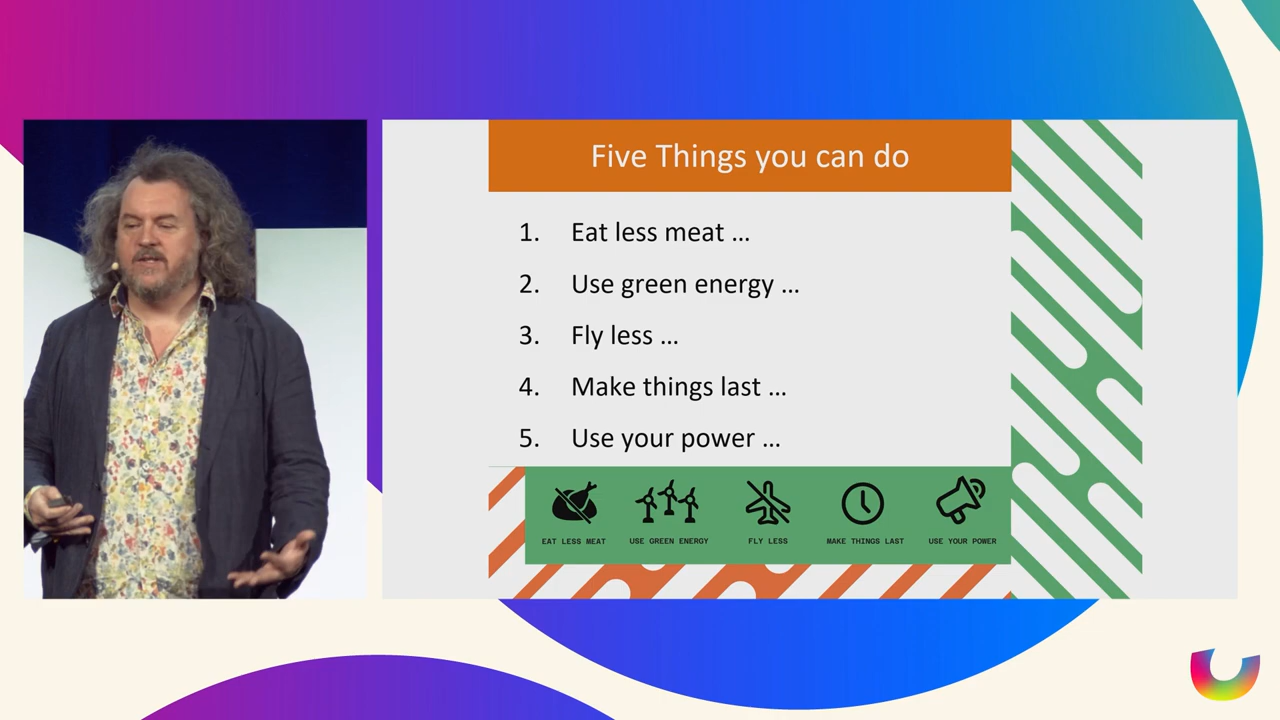 Five Things you can do
1. Eat less meat ...
2. Use green energy ...
3. Fly less ...
4. Make things last ...
5. Use your power ...
EAT LESS MEAT USE GREEN ENERGY FLY LESS MAKE THINGS LAST USE YOUR POWER